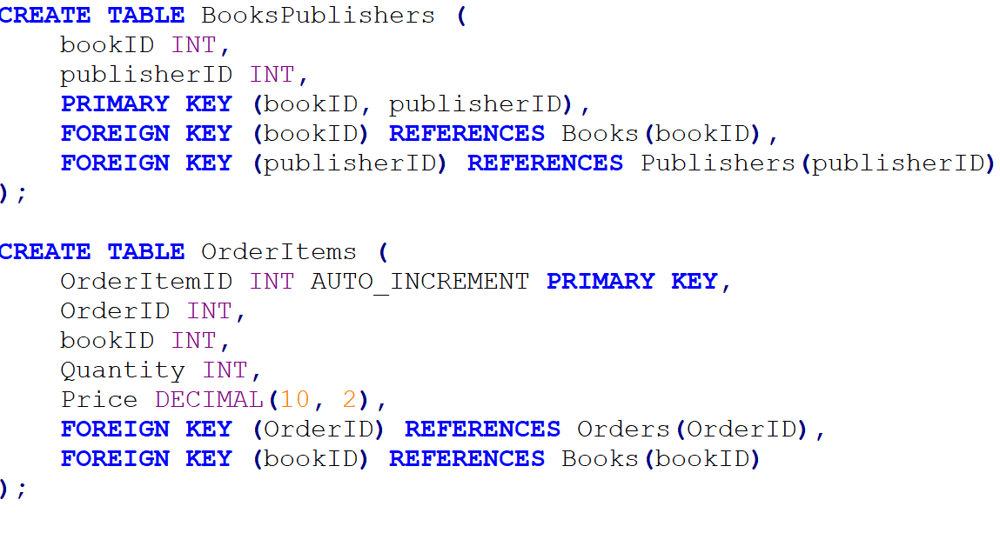 CREATE TABLE BooksPublishers (
    bookID INT,
    publisherID INT,
    PRIMARY KEY (bookID, publisherID),
    FOREIGN KEY (bookID) REFERENCES Books(bookID),
    FOREIGN KEY (publisherID) REFERENCES Publishers(publisherID)
);

CREATE TABLE OrderItems (
    OrderItemID INT AUTO_INCREMENT PRIMARY KEY,
    OrderID INT,
    bookID INT,
    Quantity INT,
    Price DECIMAL(10, 2),
    FOREIGN KEY (OrderID) REFERENCES Orders(OrderID),
    FOREIGN KEY (bookID) REFERENCES Books(bookID)
);